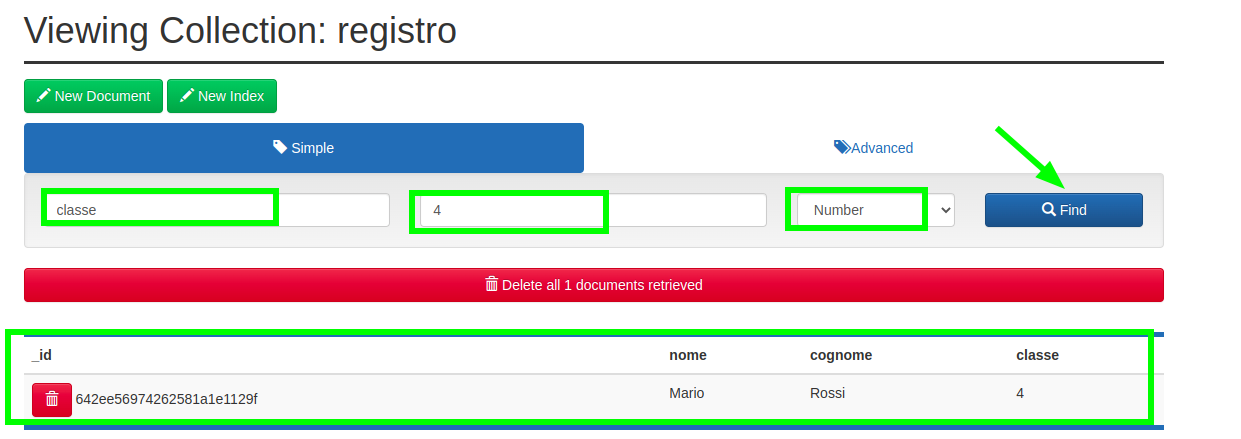 Viewing Collection: registro
New Document New Index
Simple Advanced
classe 4 Number Find
Delete all 1 documents retrieved
_id nome cognome classe
642ee56974262581a1e1129f Mario Rossi 4